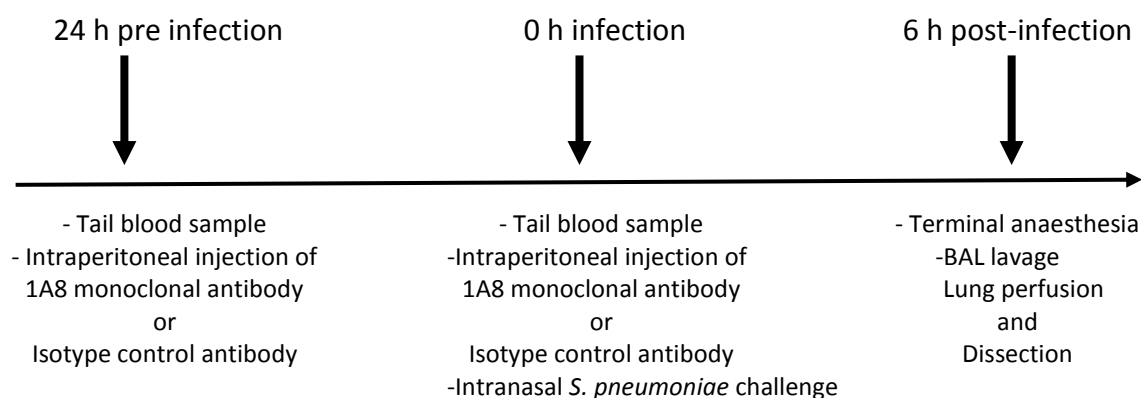 24 h pre infection
0 h infection
6 h post-infection
- Tail blood sample
- Intraperitoneal injection of
1A8 monoclonal antibody
or
Isotype control antibody
- Tail blood sample
-Intraperitoneal injection of
1A8 monoclonal antibody
or
Isotype control antibody
-Intranasal S. pneumoniae challenge
- Terminal anaesthesia
-BAL lavage
Lung perfusion
and
Dissection